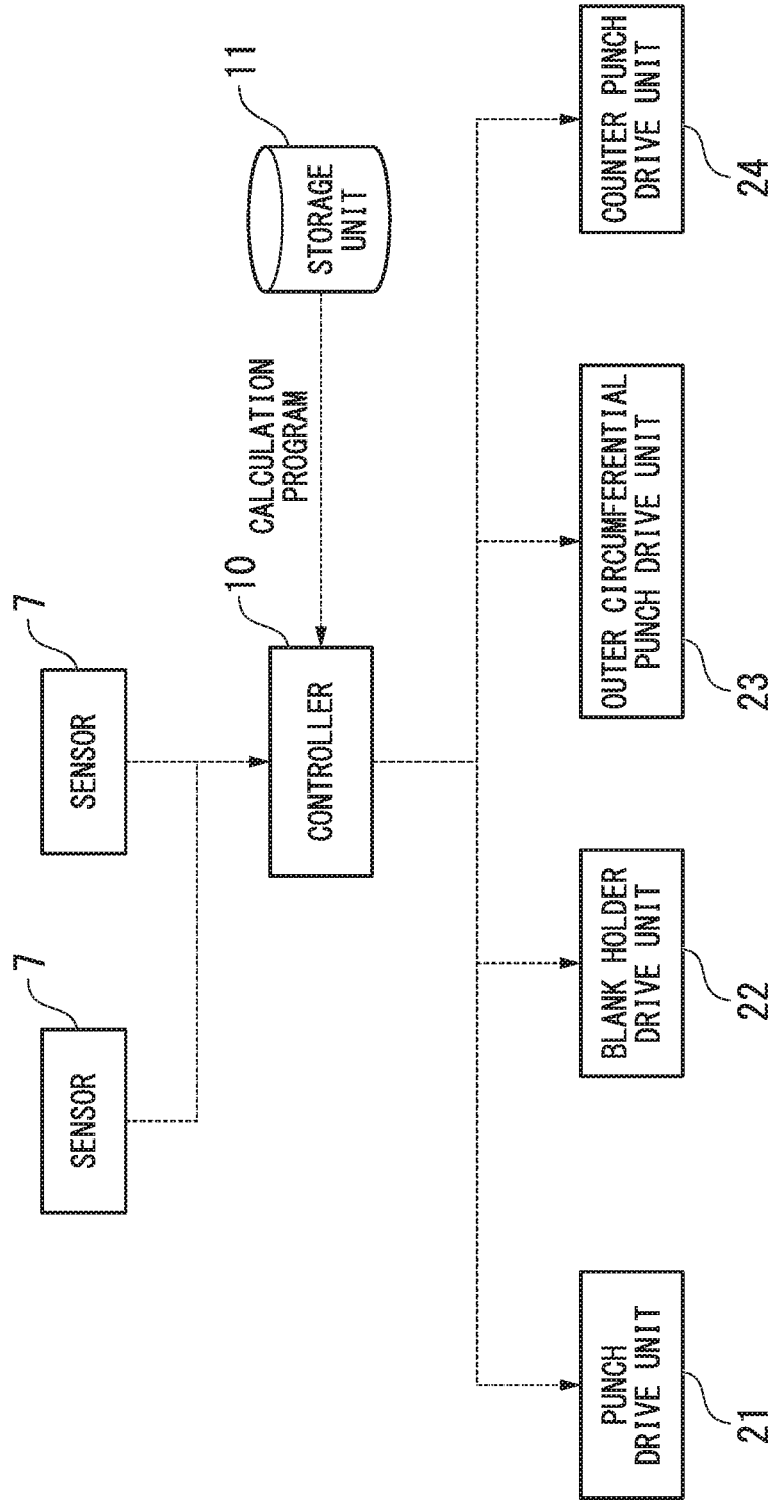 7
7
SENSOR
SENSOR
10
11
CONTROLLER
CALCULATION
PROGRAM
STORAGE
UNIT
PUNCH
DRIVE UNIT
BLANK HOLDER
DRIVE UNIT
OUTER CIRCUMFERENTIAL
PUNCH DRIVE UNIT
COUNTER PUNCH
DRIVE UNIT
21
22
23
24